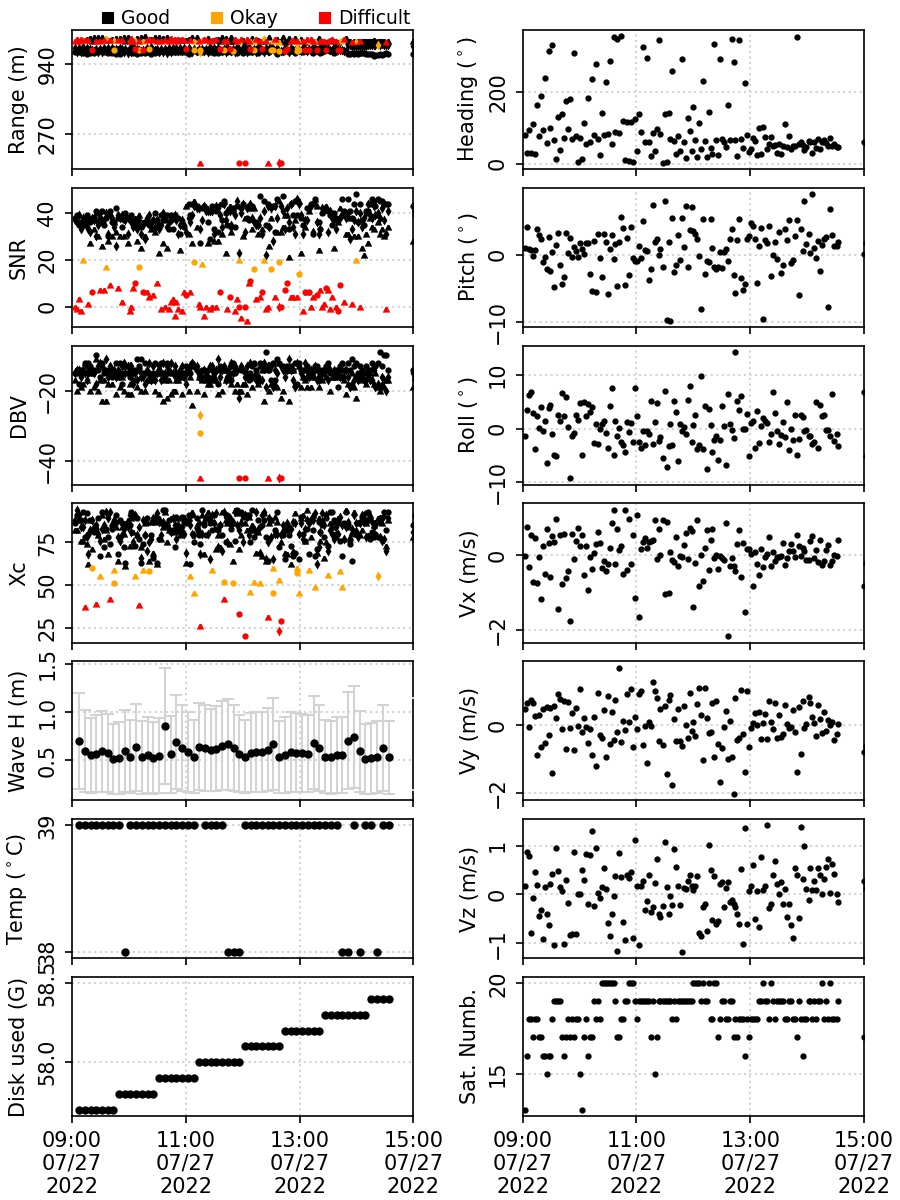 Good Okay Difficult
Range (m)
940
270
Heading (°)
200
0
SNR
40
20
0
Pitch (°)
0
−10
DBV
−20
−40
Roll (°)
10
0
−10
Xc
75
50
25
Vx (m/s)
0
−2
Wave H (m)
1.5
1.0
0.5
Vy (m/s)
0
−2
Temp (°C)
39
38
Vz (m/s)
1
0
−1
Disk used (G)
58.5
58.0
Sat. Numb.
20
15
09:00 11:00 13:00 15:00
07/27 07/27 07/27 07/27
2022 2022 2022 2022
09:00 11:00 13:00 15:00
07/27 07/27 07/27 07/27
2022 2022 2022 2022